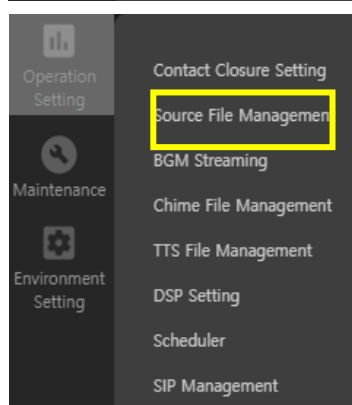 Operation
Setting
Maintenance
Environment
Setting
Contact Closure Setting
Source File Managemen
BGM Streaming
Chime File Management
TTS File Management
DSP Setting
Scheduler
SIP Management